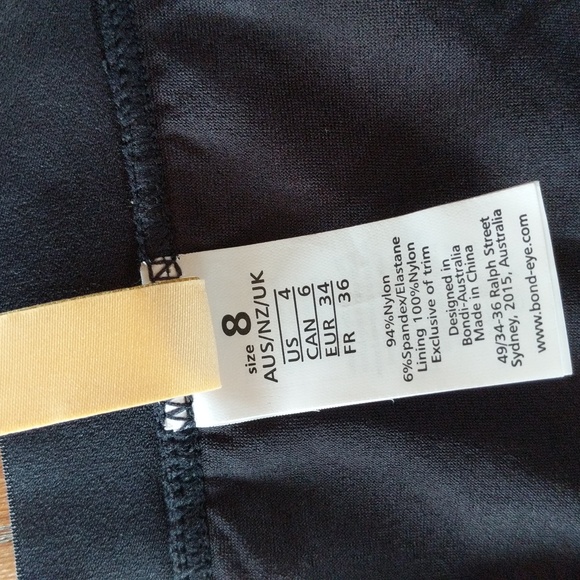 size
8
AUS/NZ/UK
US 4
CAN 6
EUR 34
FR 36
94%Nylon
6%Spandex/Elastane
Lining 100%Nylon
Exclusive of trim
Designed in
Bondi-Australia
Made in China
49/34-36 Ralph Street
Sydney, 2015, Australia
www.bond-eye.com